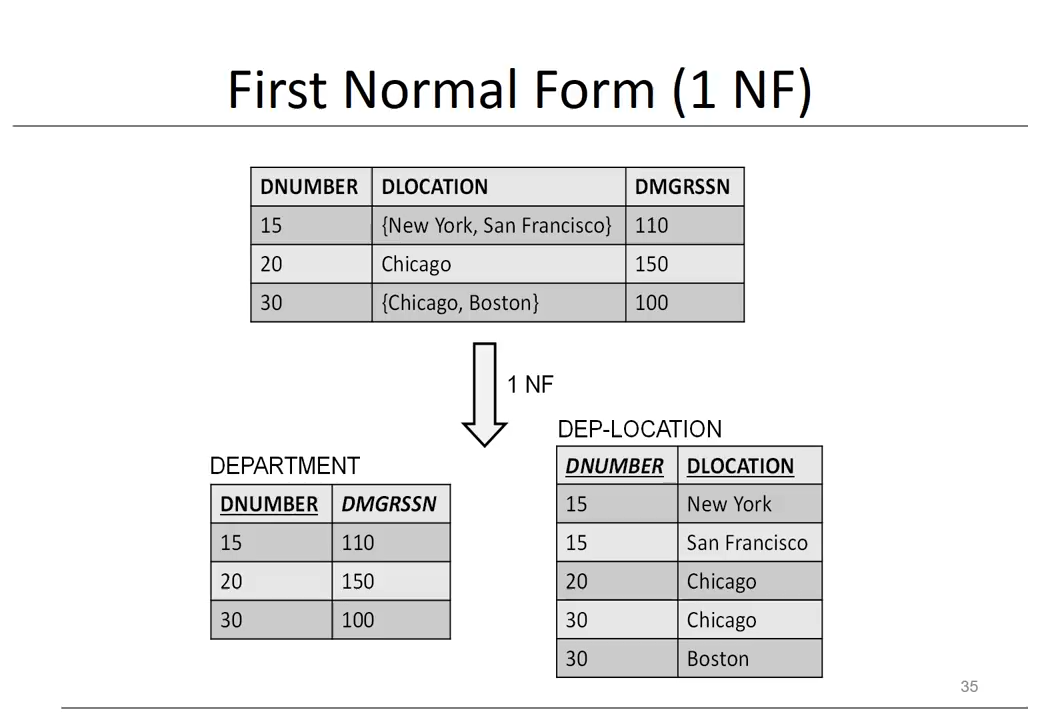 First Normal Form (1 NF)
DNUMBER DLOCATION DMGRSSN
15 {New York, San Francisco} 110
20 Chicago 150
30 {Chicago, Boston} 100
1 NF
DEPARTMENT
DNUMBER DMGRSSN
15 110
20 150
30 100
DEP-LOCATION
DNUMBER DLOCATION
15 New York
15 San Francisco
20 Chicago
30 Chicago
30 Boston
35